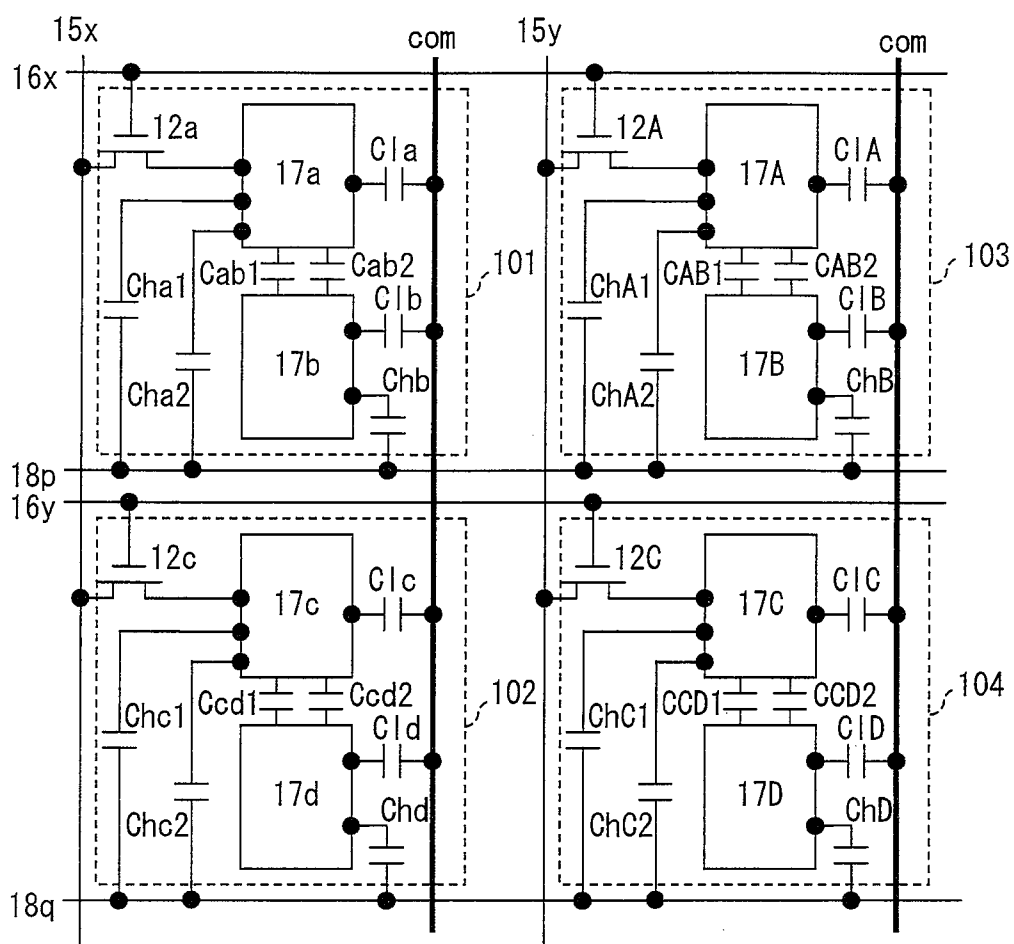 15x
com
15y
com
16x
12a
17a
Cla
12A
17A
ClA
Cab1
Cab2
101
CAB1
CAB2
103
Cha1
Clb
ChA1
ClB
17b
Chb
17B
ChB
Cha2
ChA2
18p
16y
12c
17c
Clc
12C
17C
ClC
Ccd1
Ccd2
102
CCD1
CCD2
104
Chc1
Cld
ChC1
ClD
17d
Chd
17D
ChD
Chc2
ChC2
18q